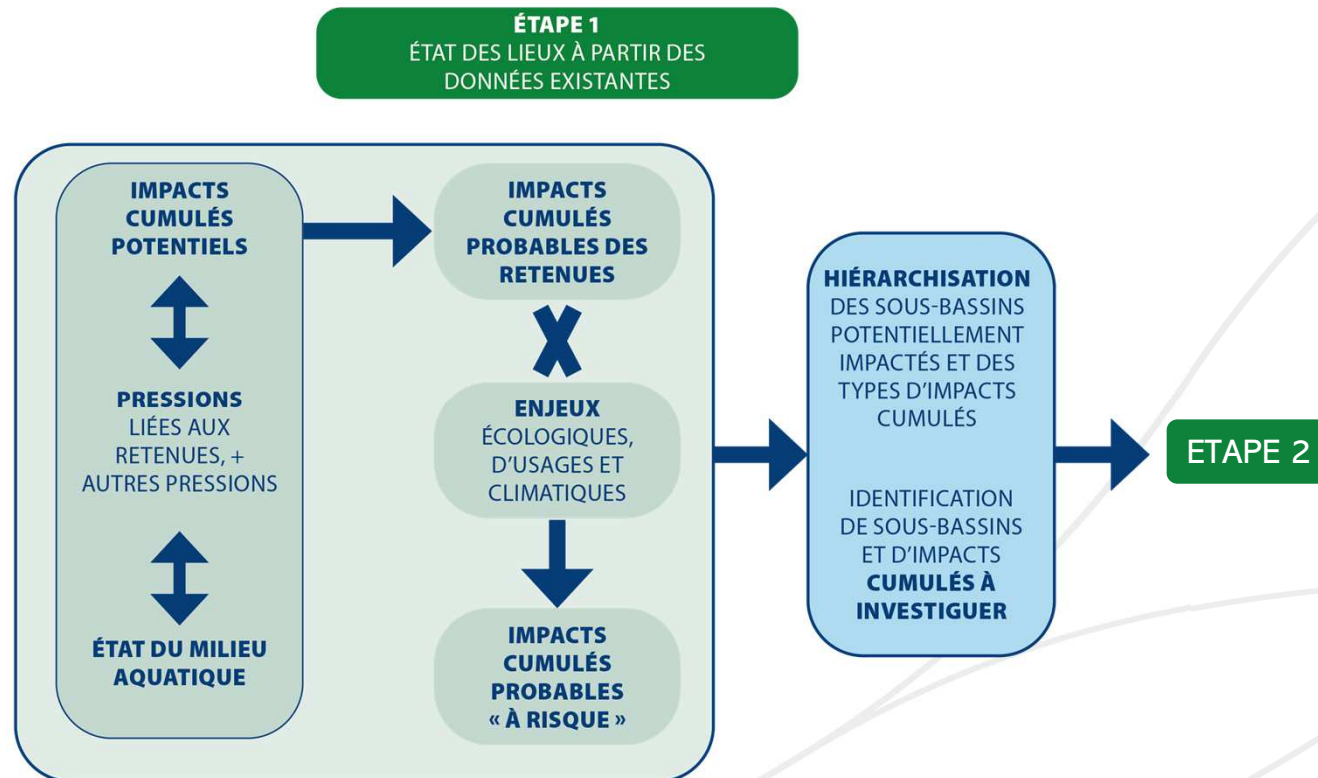 ÉTAPE 1
ÉTAT DES LIEUX À PARTIR DES
DONNÉES EXISTANTES
IMPACTS
CUMULÉS
POTENTIELS
PRESSIONS
LIÉES AUX
RETENUES, +
AUTRES PRESSIONS
ÉTAT DU MILIEU
AQUATIQUE
IMPACTS
CUMULÉS
PROBABLES DES
RETENUES
ENJEUX
ÉCOLOGIQUES,
D'USAGES ET
CLIMATIQUES
IMPACTS
CUMULÉS
PROBABLES
« À RISQUE »
HIÉRARCHISATION
DES SOUS-BASSINS
POTENTIELLEMENT
IMPACTÉS ET DES
TYPES D'IMPACTS
CUMULÉS
IDENTIFICATION
DE SOUS-BASSINS
ET D'IMPACTS
CUMULÉS À
INVESTIGUER
ETAPE 2